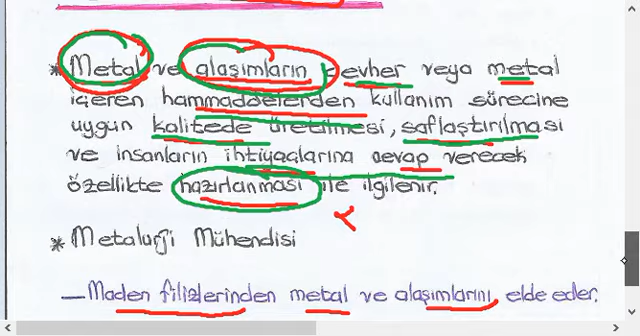 * Metal ve alaşımların cevher veya metal
içeren hammaddelerden kullanım sürecine
uygun kalitede üretilmesi, saflaştırılması
ve insanların ihtiyaçlarına cevap verecek
özellikte hazırlanması ile ilgilenir.
* Metalurji Mühendisi
— Maden filizlerinden metal ve alaşımlarını elde eder.